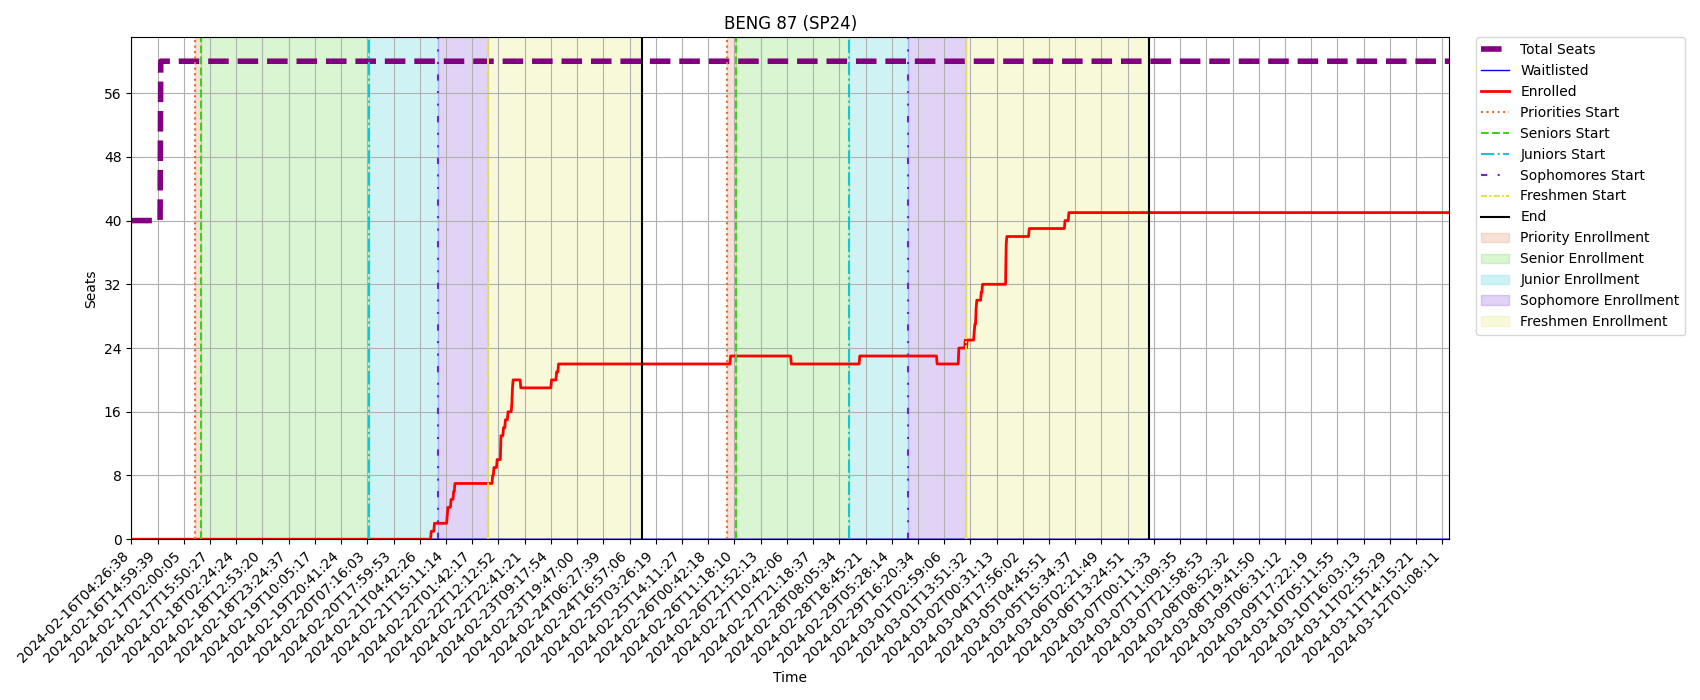 BENG 87 (SP24)
Seats
56
48
40
32
24
16
8
0
2024-02-16T04:26:38
2024-02-16T14:59:39
2024-02-17T02:00:05
2024-02-17T15:50:27
2024-02-18T02:24:24
2024-02-18T12:53:20
2024-02-18T23:24:37
2024-02-19T10:05:17
2024-02-19T20:41:24
2024-02-20T07:16:03
2024-02-20T17:59:53
2024-02-21T04:42:26
2024-02-21T15:11:14
2024-02-22T01:42:17
2024-02-22T12:12:52
2024-02-22T22:41:21
2024-02-23T09:17:54
2024-02-23T19:47:00
2024-02-24T06:27:39
2024-02-24T16:57:06
2024-02-25T03:26:19
2024-02-25T14:11:27
2024-02-26T00:42:18
2024-02-26T11:18:10
2024-02-26T21:52:13
2024-02-27T10:42:06
2024-02-27T21:18:37
2024-02-28T08:05:34
2024-02-28T18:45:21
2024-02-29T05:28:14
2024-02-29T16:20:34
2024-03-01T02:59:06
2024-03-01T13:51:32
2024-03-02T00:31:13
2024-03-04T17:56:02
2024-03-05T04:45:51
2024-03-05T15:34:37
2024-03-06T02:21:49
2024-03-06T13:24:51
2024-03-07T00:11:33
2024-03-07T11:09:35
2024-03-07T21:58:53
2024-03-08T08:52:32
2024-03-08T19:41:50
2024-03-09T06:31:12
2024-03-09T17:22:19
2024-03-10T05:11:55
2024-03-10T16:03:13
2024-03-11T02:55:29
2024-03-11T14:15:21
2024-03-12T01:08:11
Time
Total Seats
Waitlisted
Enrolled
Priorities Start
Seniors Start
Juniors Start
Sophomores Start
Freshmen Start
End
Priority Enrollment
Senior Enrollment
Junior Enrollment
Sophomore Enrollment
Freshmen Enrollment